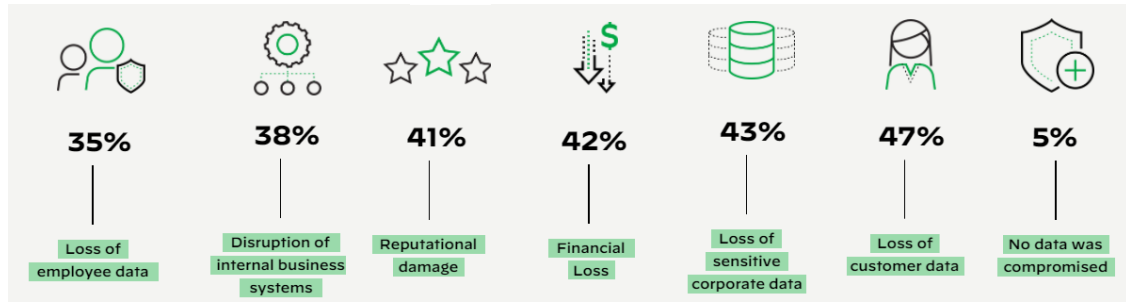 $
35%
38%
41%
42%
43%
47%
5%
Loss of
employee data
Disruption of
internal business
systems
Reputational
damage
Financial
Loss
Loss of
sensitive
corporate data
Loss of
customer data
No data was
compromised